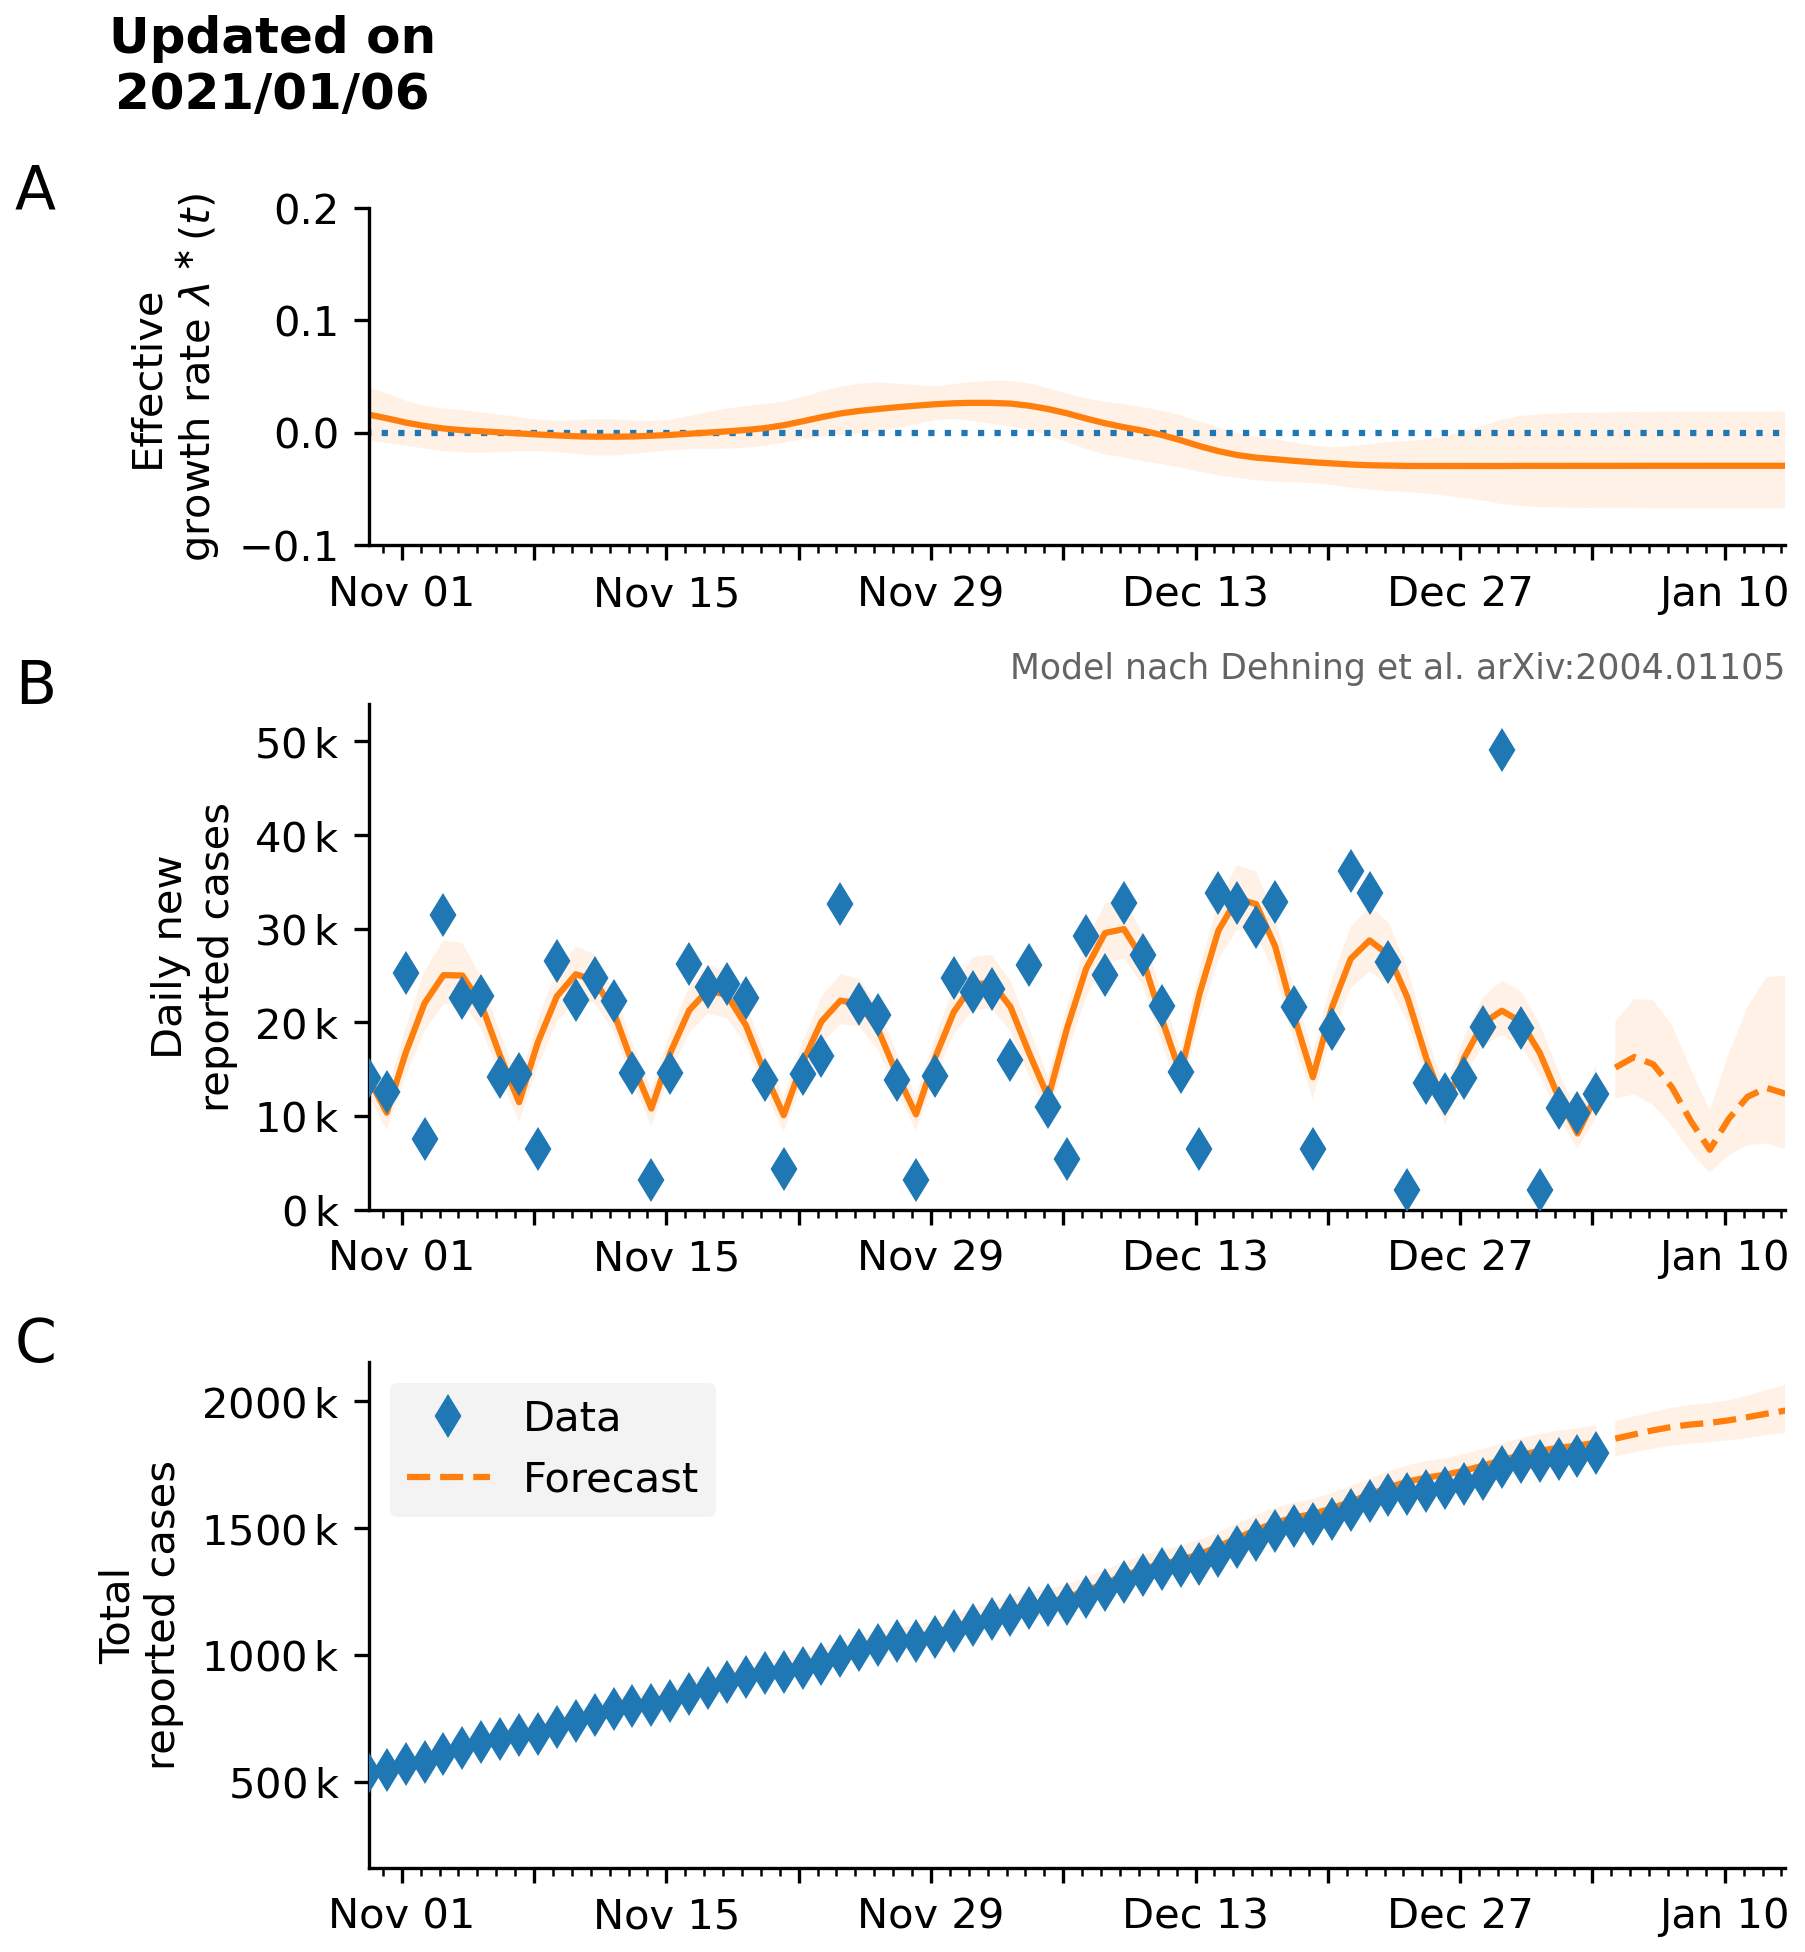 Updated on
2021/01/06
A
Effective
growth rate λ * (t)
0.2
0.1
0.0
−0.1
Nov 01 Nov 15 Nov 29 Dec 13 Dec 27 Jan 10
Model nach Dehning et al. arXiv:2004.01105
B
Daily new
reported cases
50 k
40 k
30 k
20 k
10 k
0 k
Nov 01 Nov 15 Nov 29 Dec 13 Dec 27 Jan 10
C
Total
reported cases
2000 k
1500 k
1000 k
500 k
Data
Forecast
Nov 01 Nov 15 Nov 29 Dec 13 Dec 27 Jan 10